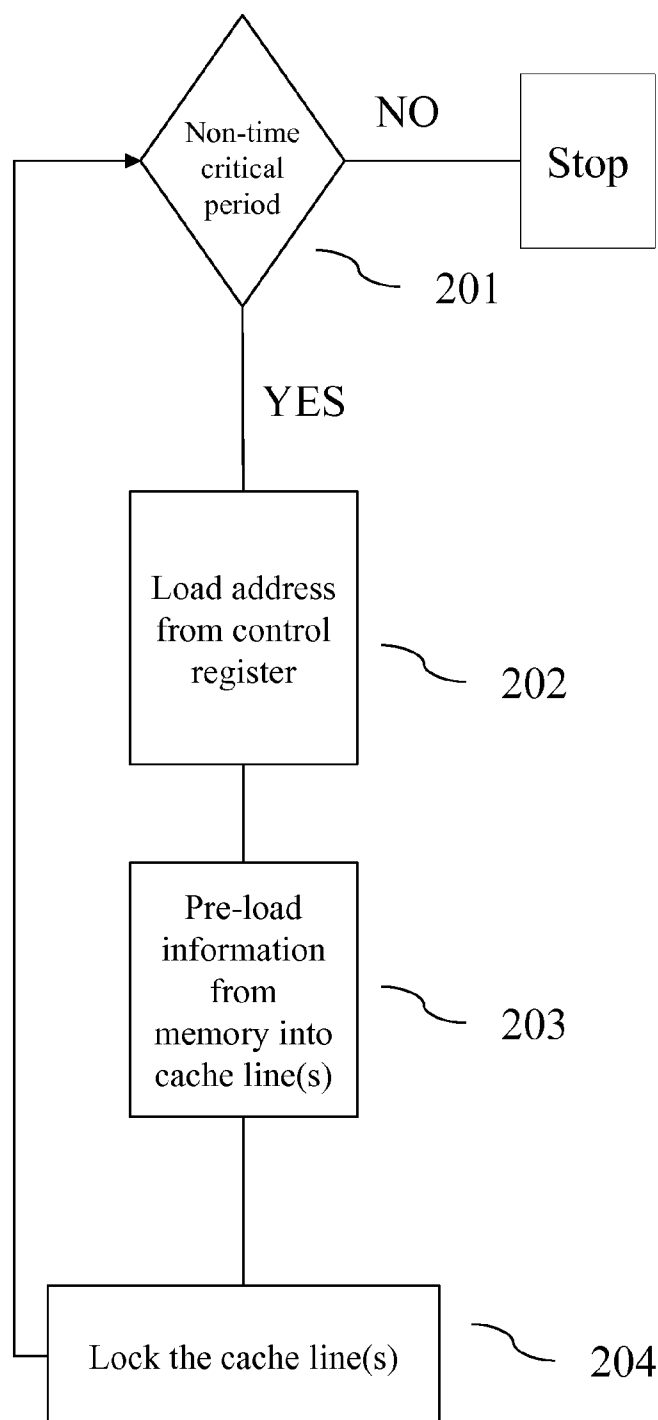 Non-time
critical
period
NO
Stop
201
YES
Load address
from control
register
202
Pre-load
information
from
memory into
cache line(s)
203
Lock the cache line(s)
204